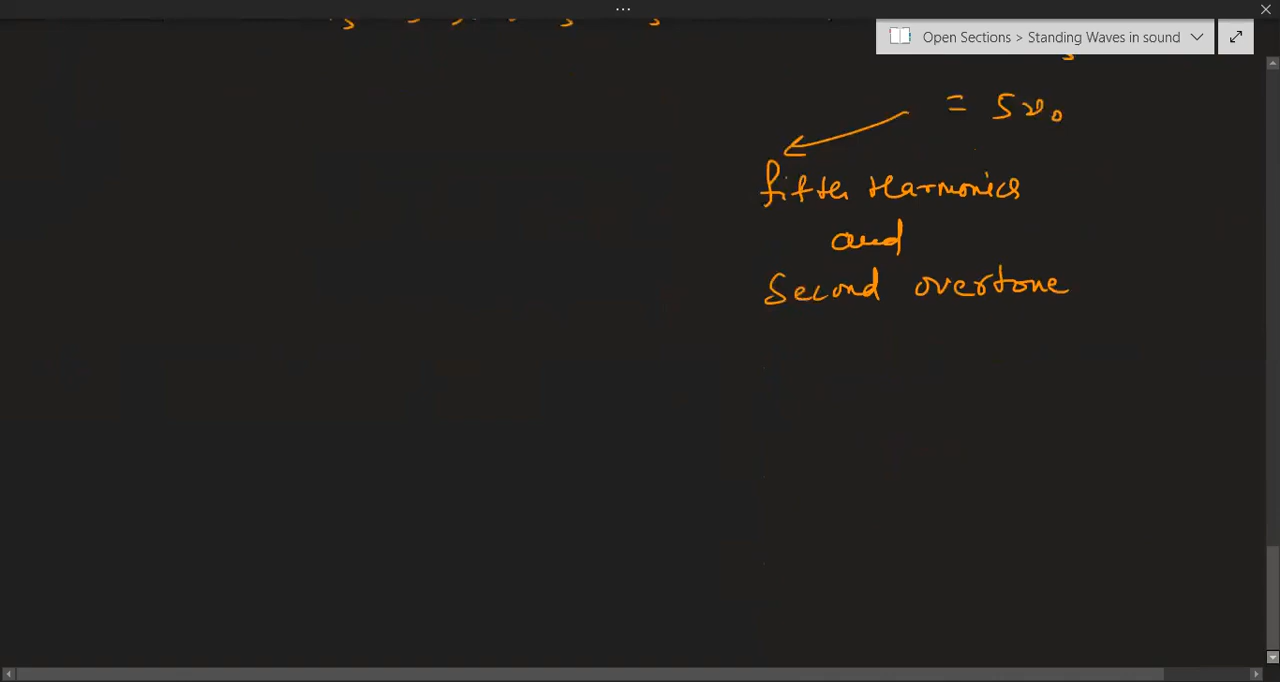 Open Sections > Standing Waves in sound
= 5ν₀
fifth Harmonics
and
Second overtone